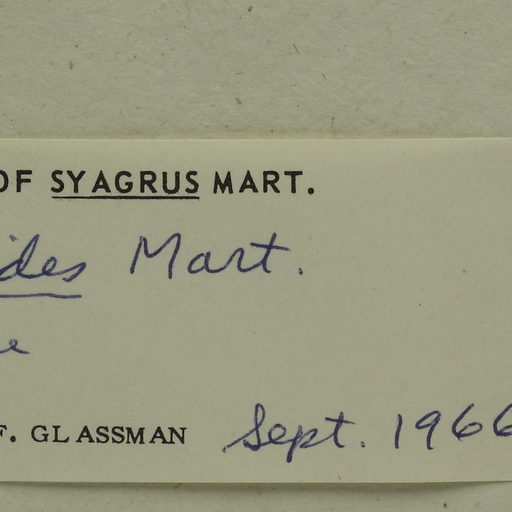 OF SYAGRUS MART.
ides Mart.
e
F. GLASSMAN Sept. 1966